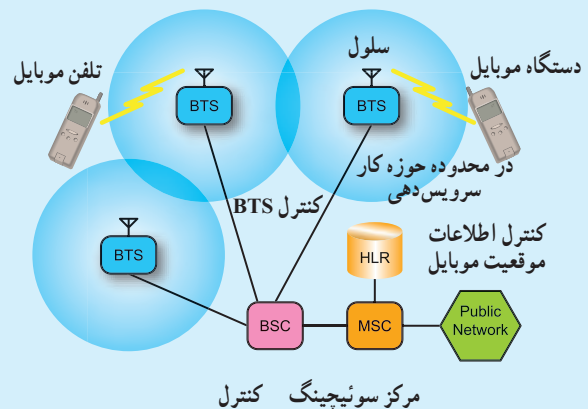 سلول
دستگاه موبایل
تلفن موبایل
BTS
BTS
در محدوده حوزه کار
سرویس‌دهی
کنترل BTS
کنترل اطلاعات
موقعیت موبایل
BTS
HLR
BSC
MSC
Public
Network
مرکز سوئیچینگ
کنترل